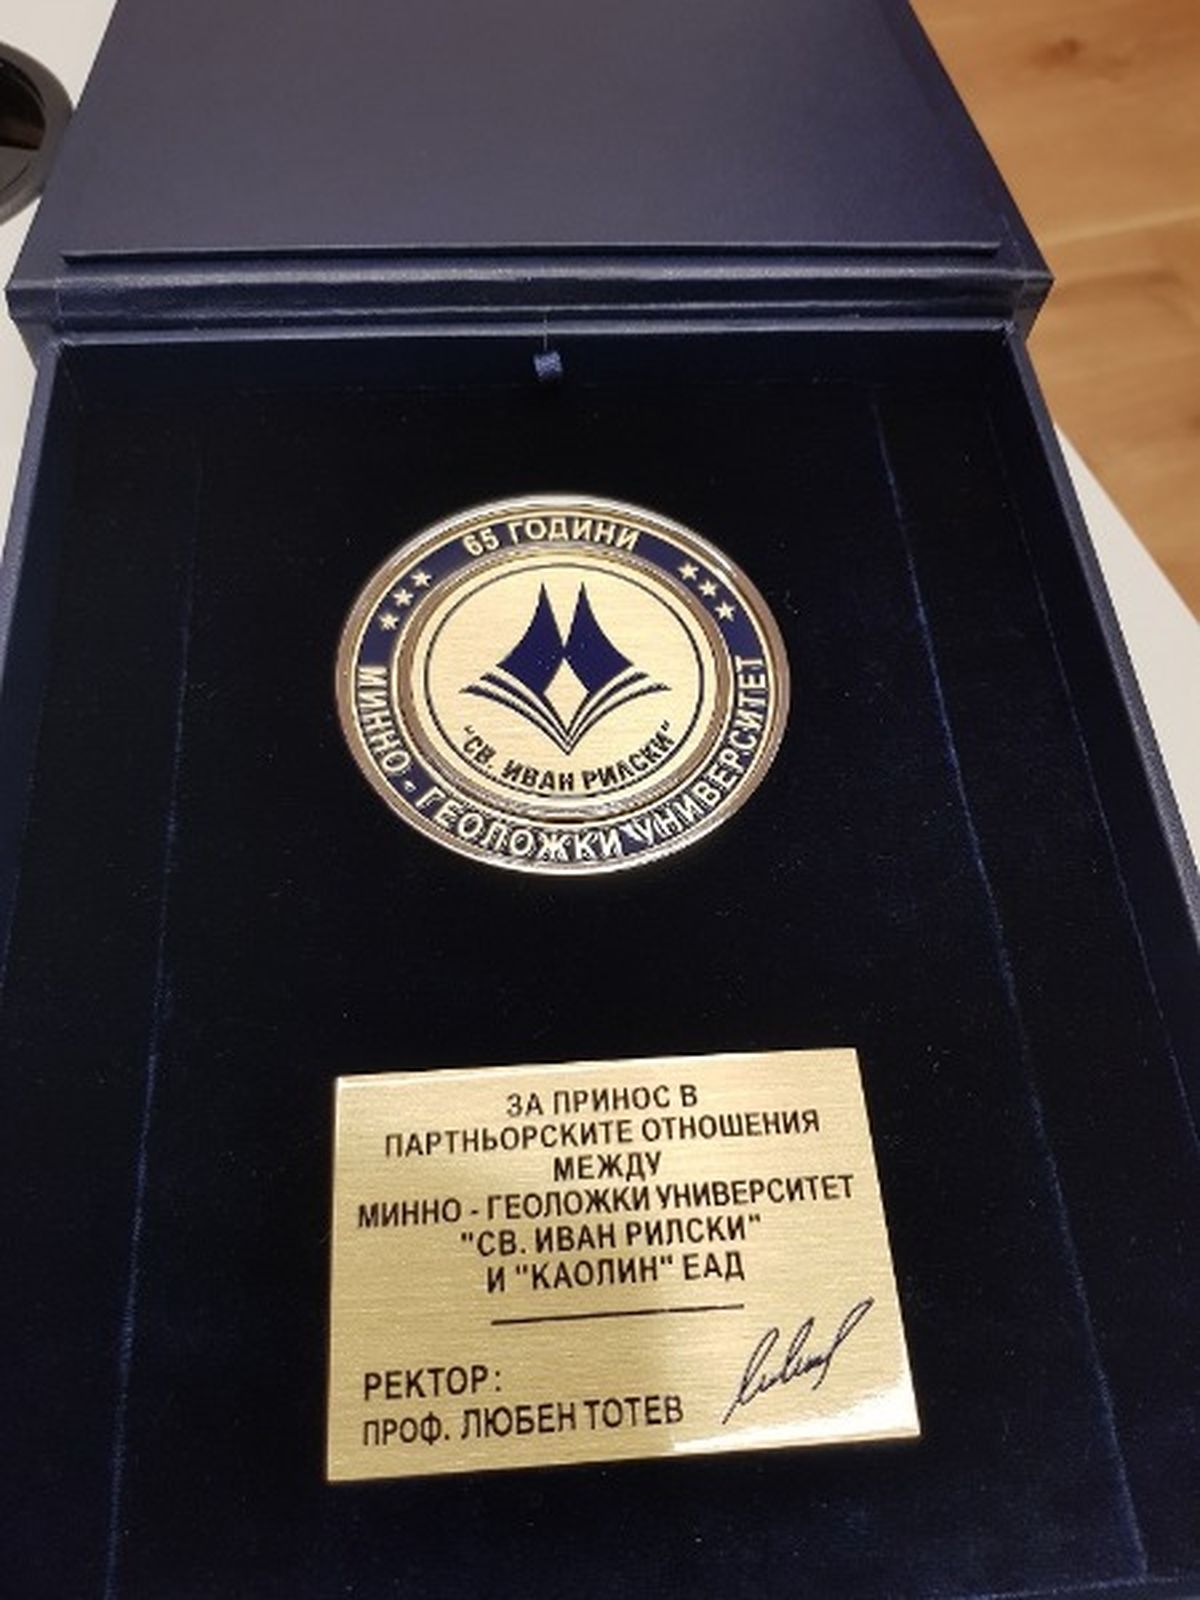 65 ГОДИНИ
МИННО - ГЕОЛОЖКИ УНИВЕРСИТЕТ
"СВ. ИВАН РИЛСКИ"
ЗА ПРИНОС В
ПАРТНЬОРСКИТЕ ОТНОШЕНИЯ
МЕЖДУ
МИННО - ГЕОЛОЖКИ УНИВЕРСИТЕТ
"СВ. ИВАН РИЛСКИ"
И "КАОЛИН" ЕАД
РЕКТОР:
ПРОФ. ЛЮБЕН ТОТЕВ